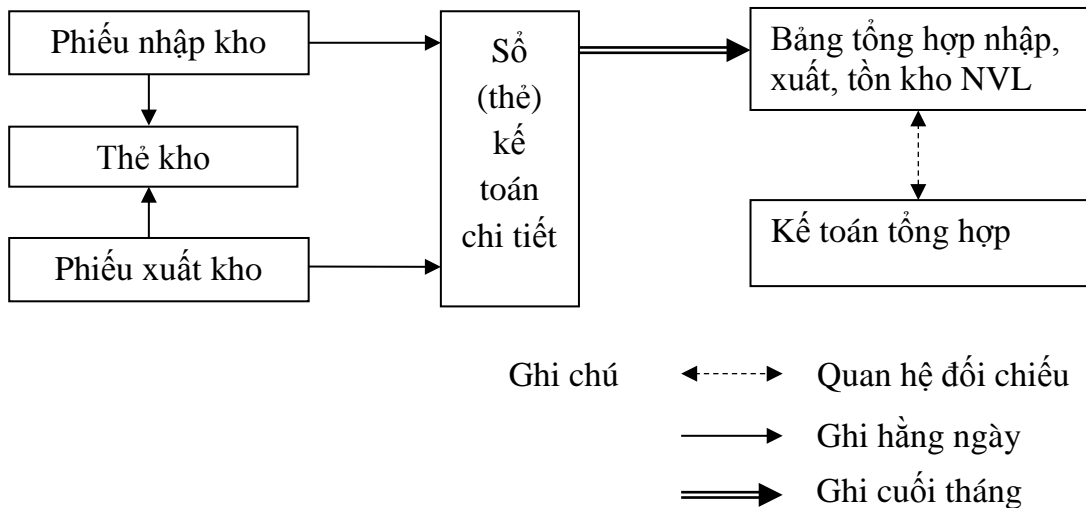 Phiếu nhập kho
Thẻ kho
Phiếu xuất kho
Sổ
(thẻ)
kế
toán
chi tiết
Bảng tổng hợp nhập,
xuất, tồn kho NVL
Kế toán tổng hợp
Ghi chú
Quan hệ đối chiếu
Ghi hằng ngày
Ghi cuối tháng